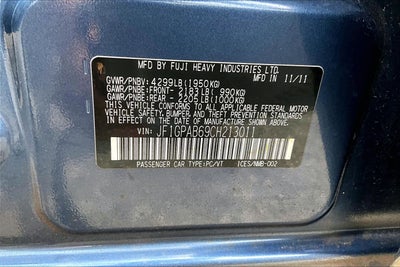 MFD BY FUJI HEAVY INDUSTRIES LTD.
GVWR/PNBV: 4299LB(1950KG) IN 11/11
GAWR/PNBE:FRONT- 2183LB( 990KG)
GAWR/PNBE:REAR - 2205LB(1000KG)
THIS VEHICLE CONFORMS TO ALL APPLICABLE
FEDERAL MOTOR VEHICLE SAFETY, BUMPER,
AND THEFT PREVENTION STANDARDS IN EFFECT
ON THE DATE OF MANUFACTURE SHOWN ABOVE.
VIN: JF1GPAB69CH213011
PASSENGER CAR TYPE:PC/VT ICES/NMB-002